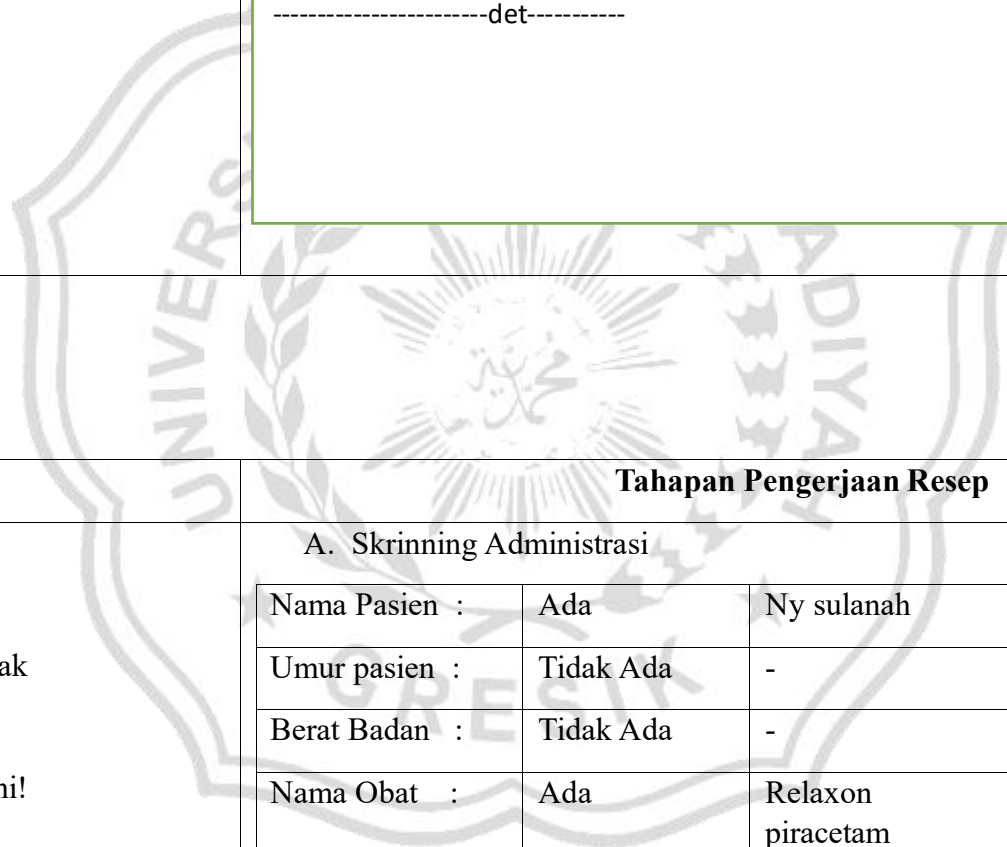 ------------------------det-----------
Tahapan Pengerjaan Resep
A. Skrinning Administrasi
Nama Pasien : Ada Ny sulanah
ak
Umur pasien : Tidak Ada -
Berat Badan : Tidak Ada -
ni!
Nama Obat : Ada Relaxon
piracetam
GRESIK